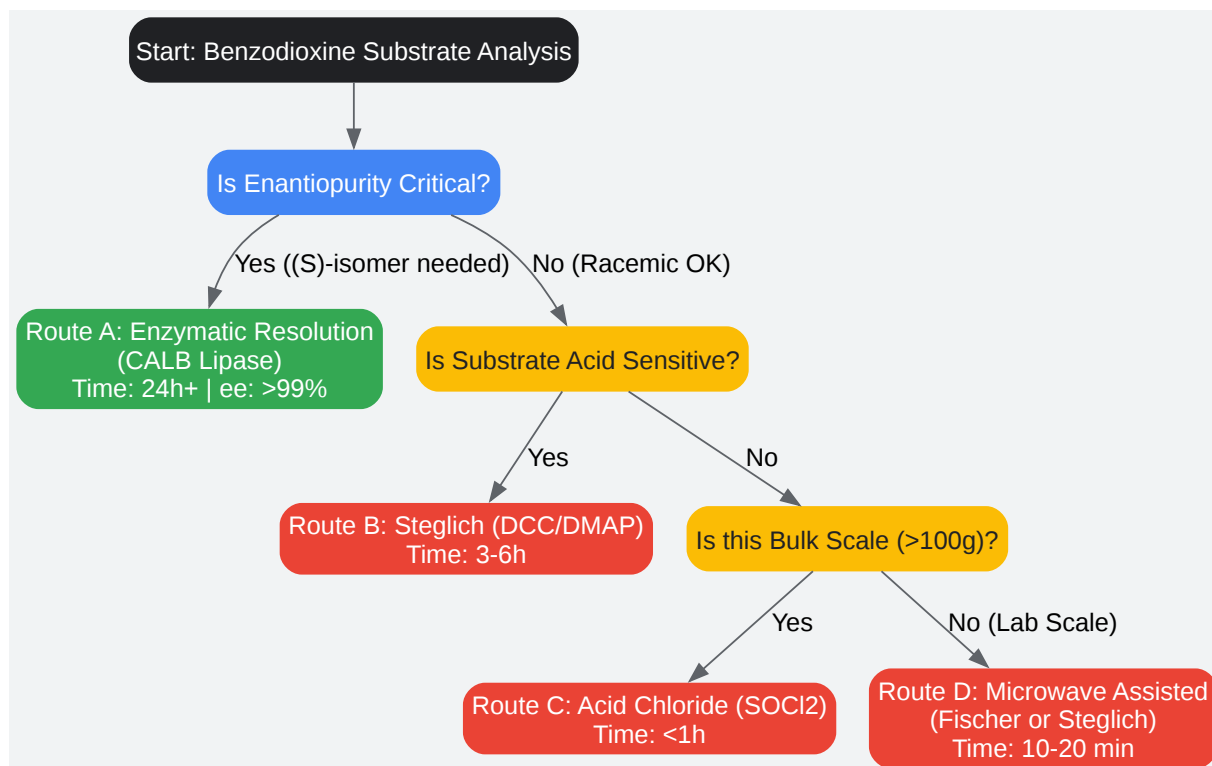 Start: Benzodioxine Substrate Analysis
Is Enantiopurity Critical?
Yes ((S)-isomer needed)
No (Racemic OK)
Route A: Enzymatic Resolution
(CALB Lipase)
Time: 24h+ | ee: >99%
Is Substrate Acid Sensitive?
Yes
No
Route B: Steglich (DCC/DMAP)
Time: 3-6h
Is this Bulk Scale (>100g)?
Yes
No (Lab Scale)
Route C: Acid Chloride (SOCl2)
Time: <1h
Route D: Microwave Assisted
(Fischer or Steglich)
Time: 10-20 min